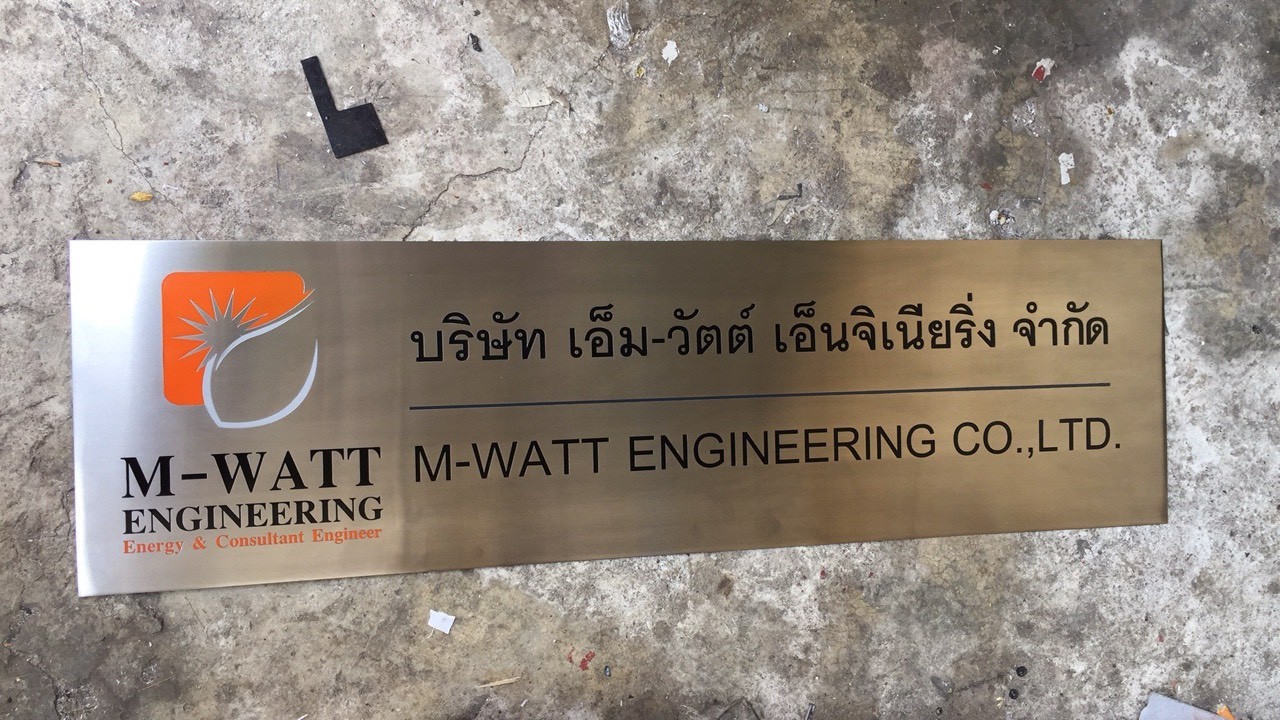 M-WATT
ENGINEERING
Energy & Consultant Engineer
บริษัท เอ็ม-วัตต์ เอ็นจิเนียริ่ง จำกัด
M-WATT ENGINEERING CO.,LTD.